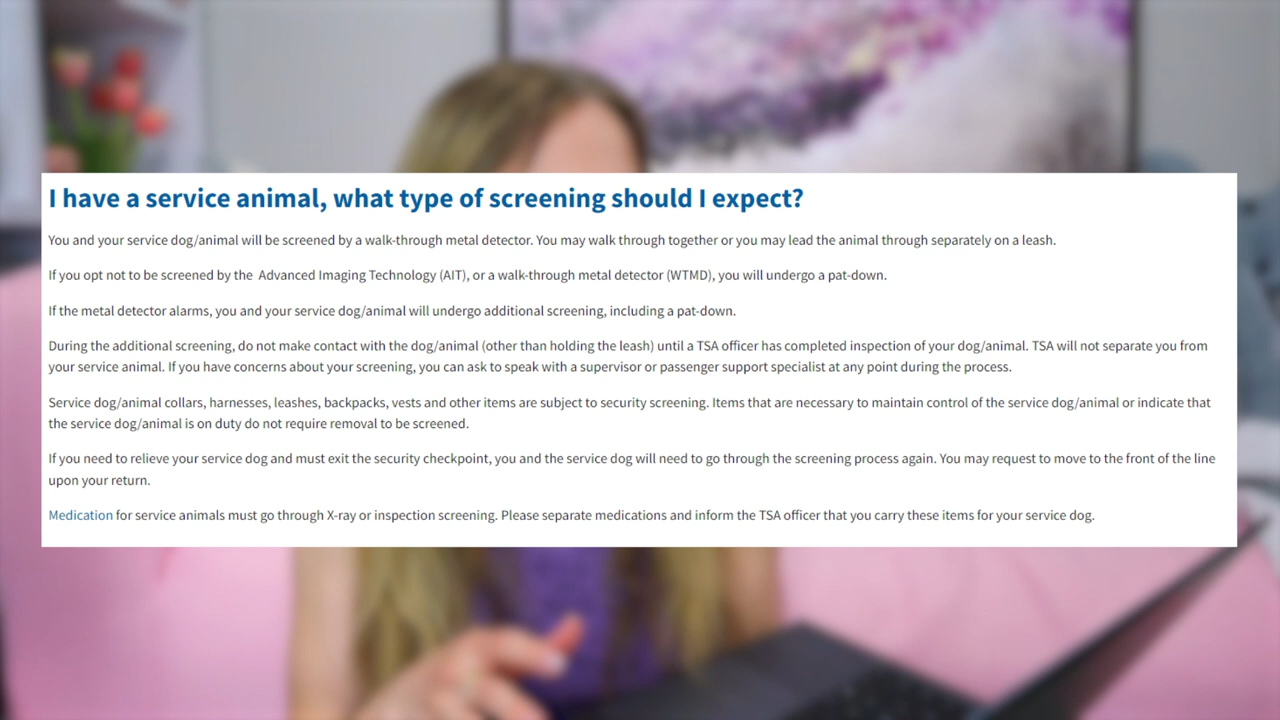 I have a service animal, what type of screening should I expect?
You and your service dog/animal will be screened by a walk-through metal detector. You may walk through together or you may lead the animal through separately on a leash.
If you opt not to be screened by the Advanced Imaging Technology (AIT), or a walk-through metal detector (WTMD), you will undergo a pat-down.
If the metal detector alarms, you and your service dog/animal will undergo additional screening, including a pat-down.
During the additional screening, do not make contact with the dog/animal (other than holding the leash) until a TSA officer has completed inspection of your dog/animal. TSA will not separate you from
your service animal. If you have concerns about your screening, you can ask to speak with a supervisor or passenger support specialist at any point during the process.
Service dog/animal collars, harnesses, leashes, backpacks, vests and other items are subject to security screening. Items that are necessary to maintain control of the service dog/animal or indicate that
the service dog/animal is on duty do not require removal to be screened.
If you need to relieve your service dog and must exit the security checkpoint, you and the service dog will need to go through the screening process again. You may request to move to the front of the line
upon your return.
Medication for service animals must go through X-ray or inspection screening. Please separate medications and inform the TSA officer that you carry these items for your service dog.